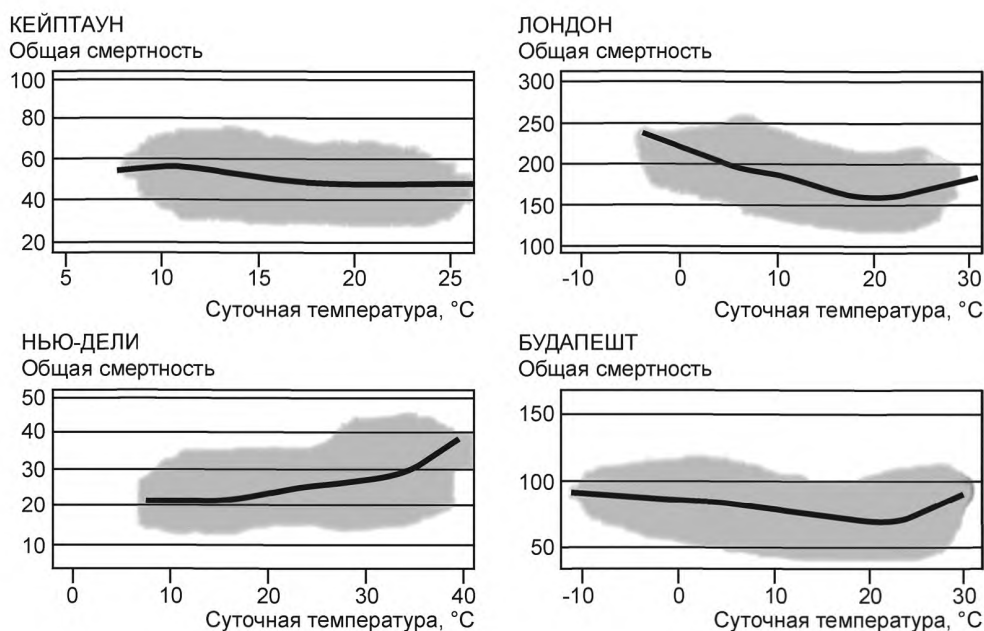 КЕЙПТАУН
Общая смертность
100
80
60
40
20
5 10 15 20 25
Суточная температура, °C
ЛОНДОН
Общая смертность
300
250
200
150
100
-10 0 10 20 30
Суточная температура, °C
НЬЮ-ДЕЛИ
Общая смертность
50
40
30
20
10
0 10 20 30 40
Суточная температура, °C
БУДАПЕШТ
Общая смертность
150
100
50
-10 0 10 20 30
Суточная температура, °C